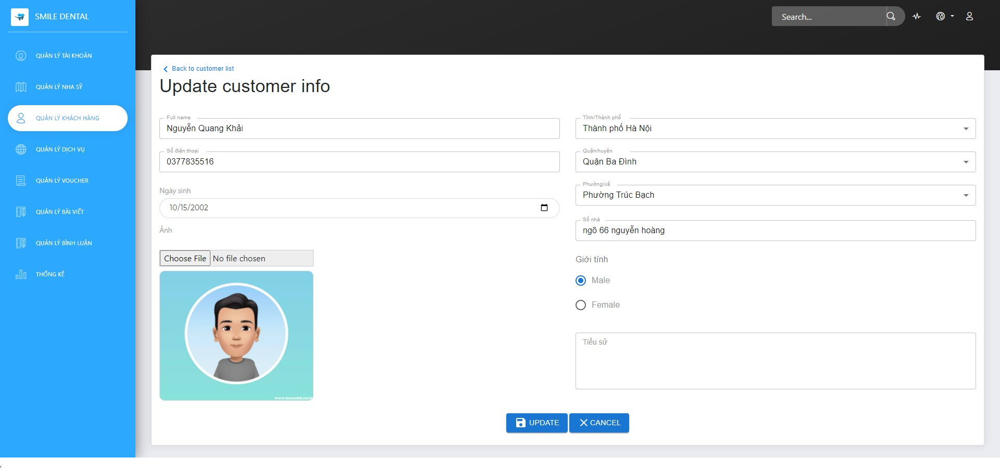 SMILE DENTAL
Search...
QUẢN LÝ TÀI KHOẢN
QUẢN LÝ NHA SỸ
QUẢN LÝ KHÁCH HÀNG
QUẢN LÝ DỊCH VỤ
QUẢN LÝ VOUCHER
QUẢN LÝ BÀI VIẾT
QUẢN LÝ BÌNH LUẬN
THỐNG KÊ
Back to customer list
Update customer info
Full name
Nguyễn Quang Khải
Số điện thoại
0377835516
Ngày sinh
10/15/2002
Ảnh
Choose File No file chosen
www.baominh.tech
Tỉnh/Thành phố
Thành phố Hà Nội
Quận/huyện
Quận Ba Đình
Phường/xã
Phường Trúc Bạch
Số nhà
ngõ 66 nguyễn hoàng
Giới tính
Male
Female
Tiểu sử
UPDATE
CANCEL
,